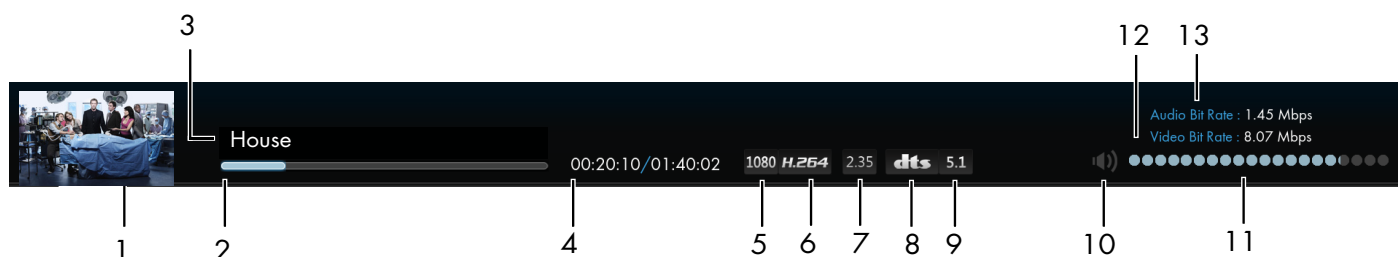 3
12 13
Audio Bit Rate : 1.45 Mbps
House
Video Bit Rate : 8.07 Mbps
00:20:10/01:40:02 1080 H.264 2.35 dts 5.1
1 2 4 5 6 7 8 9 10 11